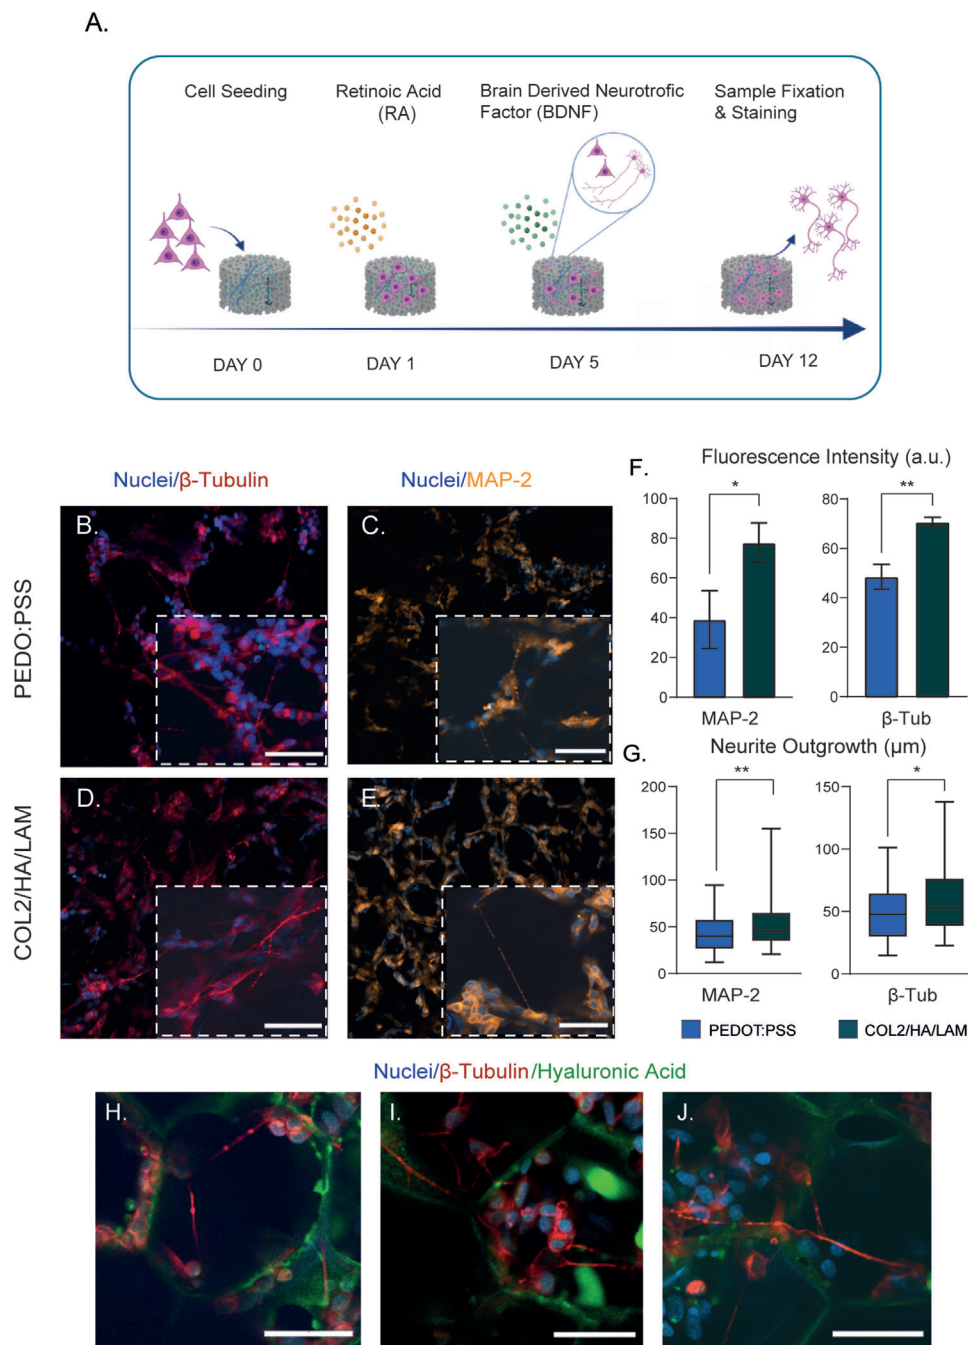 A.
Cell Seeding
Retinoic Acid
(RA)
Brain Derived Neurotrofic
Factor (BDNF)
Sample Fixation
& Staining
DAY 0
DAY 1
DAY 5
DAY 12
Nuclei/β-Tubulin
Nuclei/MAP-2
PEDO:PSS
COL2/HA/LAM
B.
C.
D.
E.
F.
Fluorescence Intensity (a.u.)
100
80
60
40
20
0
*
MAP-2
80
60
40
20
0
**
β-Tub
G.
Neurite Outgrowth (µm)
200
150
100
50
0
**
MAP-2
150
100
50
0
*
β-Tub
PEDOT:PSS
COL2/HA/LAM
Nuclei/β-Tubulin/Hyaluronic Acid
H.
I.
J.